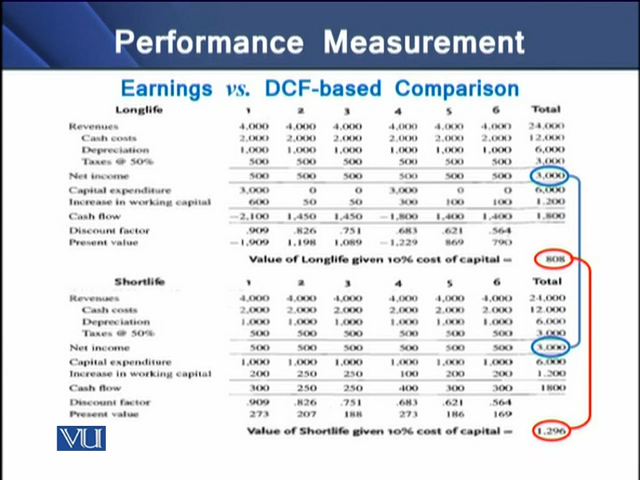 Performance Measurement
Earnings vs. DCF-based Comparison
Longlife 1 2 3 4 5 6 Total
Revenues 4,000 4,000 4,000 4,000 4,000 4,000 24,000
Cash costs 2,000 2,000 2,000 2,000 2,000 2,000 12,000
Depreciation 1,000 1,000 1,000 1,000 1,000 1,000 6,000
Taxes @ 50% 500 500 500 500 500 500 3,000
Net income 500 500 500 500 500 500 3,000
Capital expenditure 3,000 0 0 3,000 0 0 6,000
Increase in working capital 600 50 50 300 100 100 1.200
Cash flow −2,100 1,450 1,450 −1,800 1,400 1,400 1,800
Discount factor .909 .826 .751 .683 .621 .564
Present value −1,909 1,198 1,089 −1,229 869 790
Value of Longlife given 10% cost of capital = 808
Shortlife 1 2 3 4 5 6 Total
Revenues 4,000 4,000 4,000 4,000 4,000 4,000 24,000
Cash costs 2,000 2,000 2,000 2,000 2,000 2,000 12.000
Depreciation 1,000 1,000 1,000 1,000 1,000 1,000 6,000
Taxes @ 50% 500 500 500 500 500 500 3,000
Net income 500 500 500 500 500 500 3,000
Capital expenditure 1,000 1,000 1,000 1,000 1,000 1,000 6,000
Increase in working capital 200 250 250 100 200 200 1.200
Cash flow 300 250 250 400 300 300 1800
Discount factor .909 .826 .751 .683 .621 .564
Present value 273 207 188 273 186 169
Value of Shortlife given 10% cost of capital = 1.296
VU